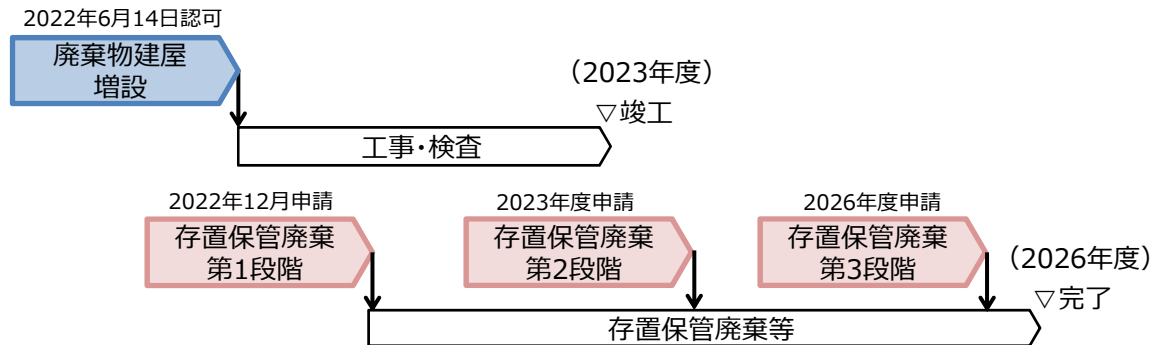 2022年6月14日認可
廃棄物建屋
増設
(2023年度)
▽竣工
工事・検査
2022年12月申請
存置保管廃棄
第1段階
2023年度申請
存置保管廃棄
第2段階
2026年度申請
存置保管廃棄
第3段階
(2026年度)
▽完了
存置保管廃棄等